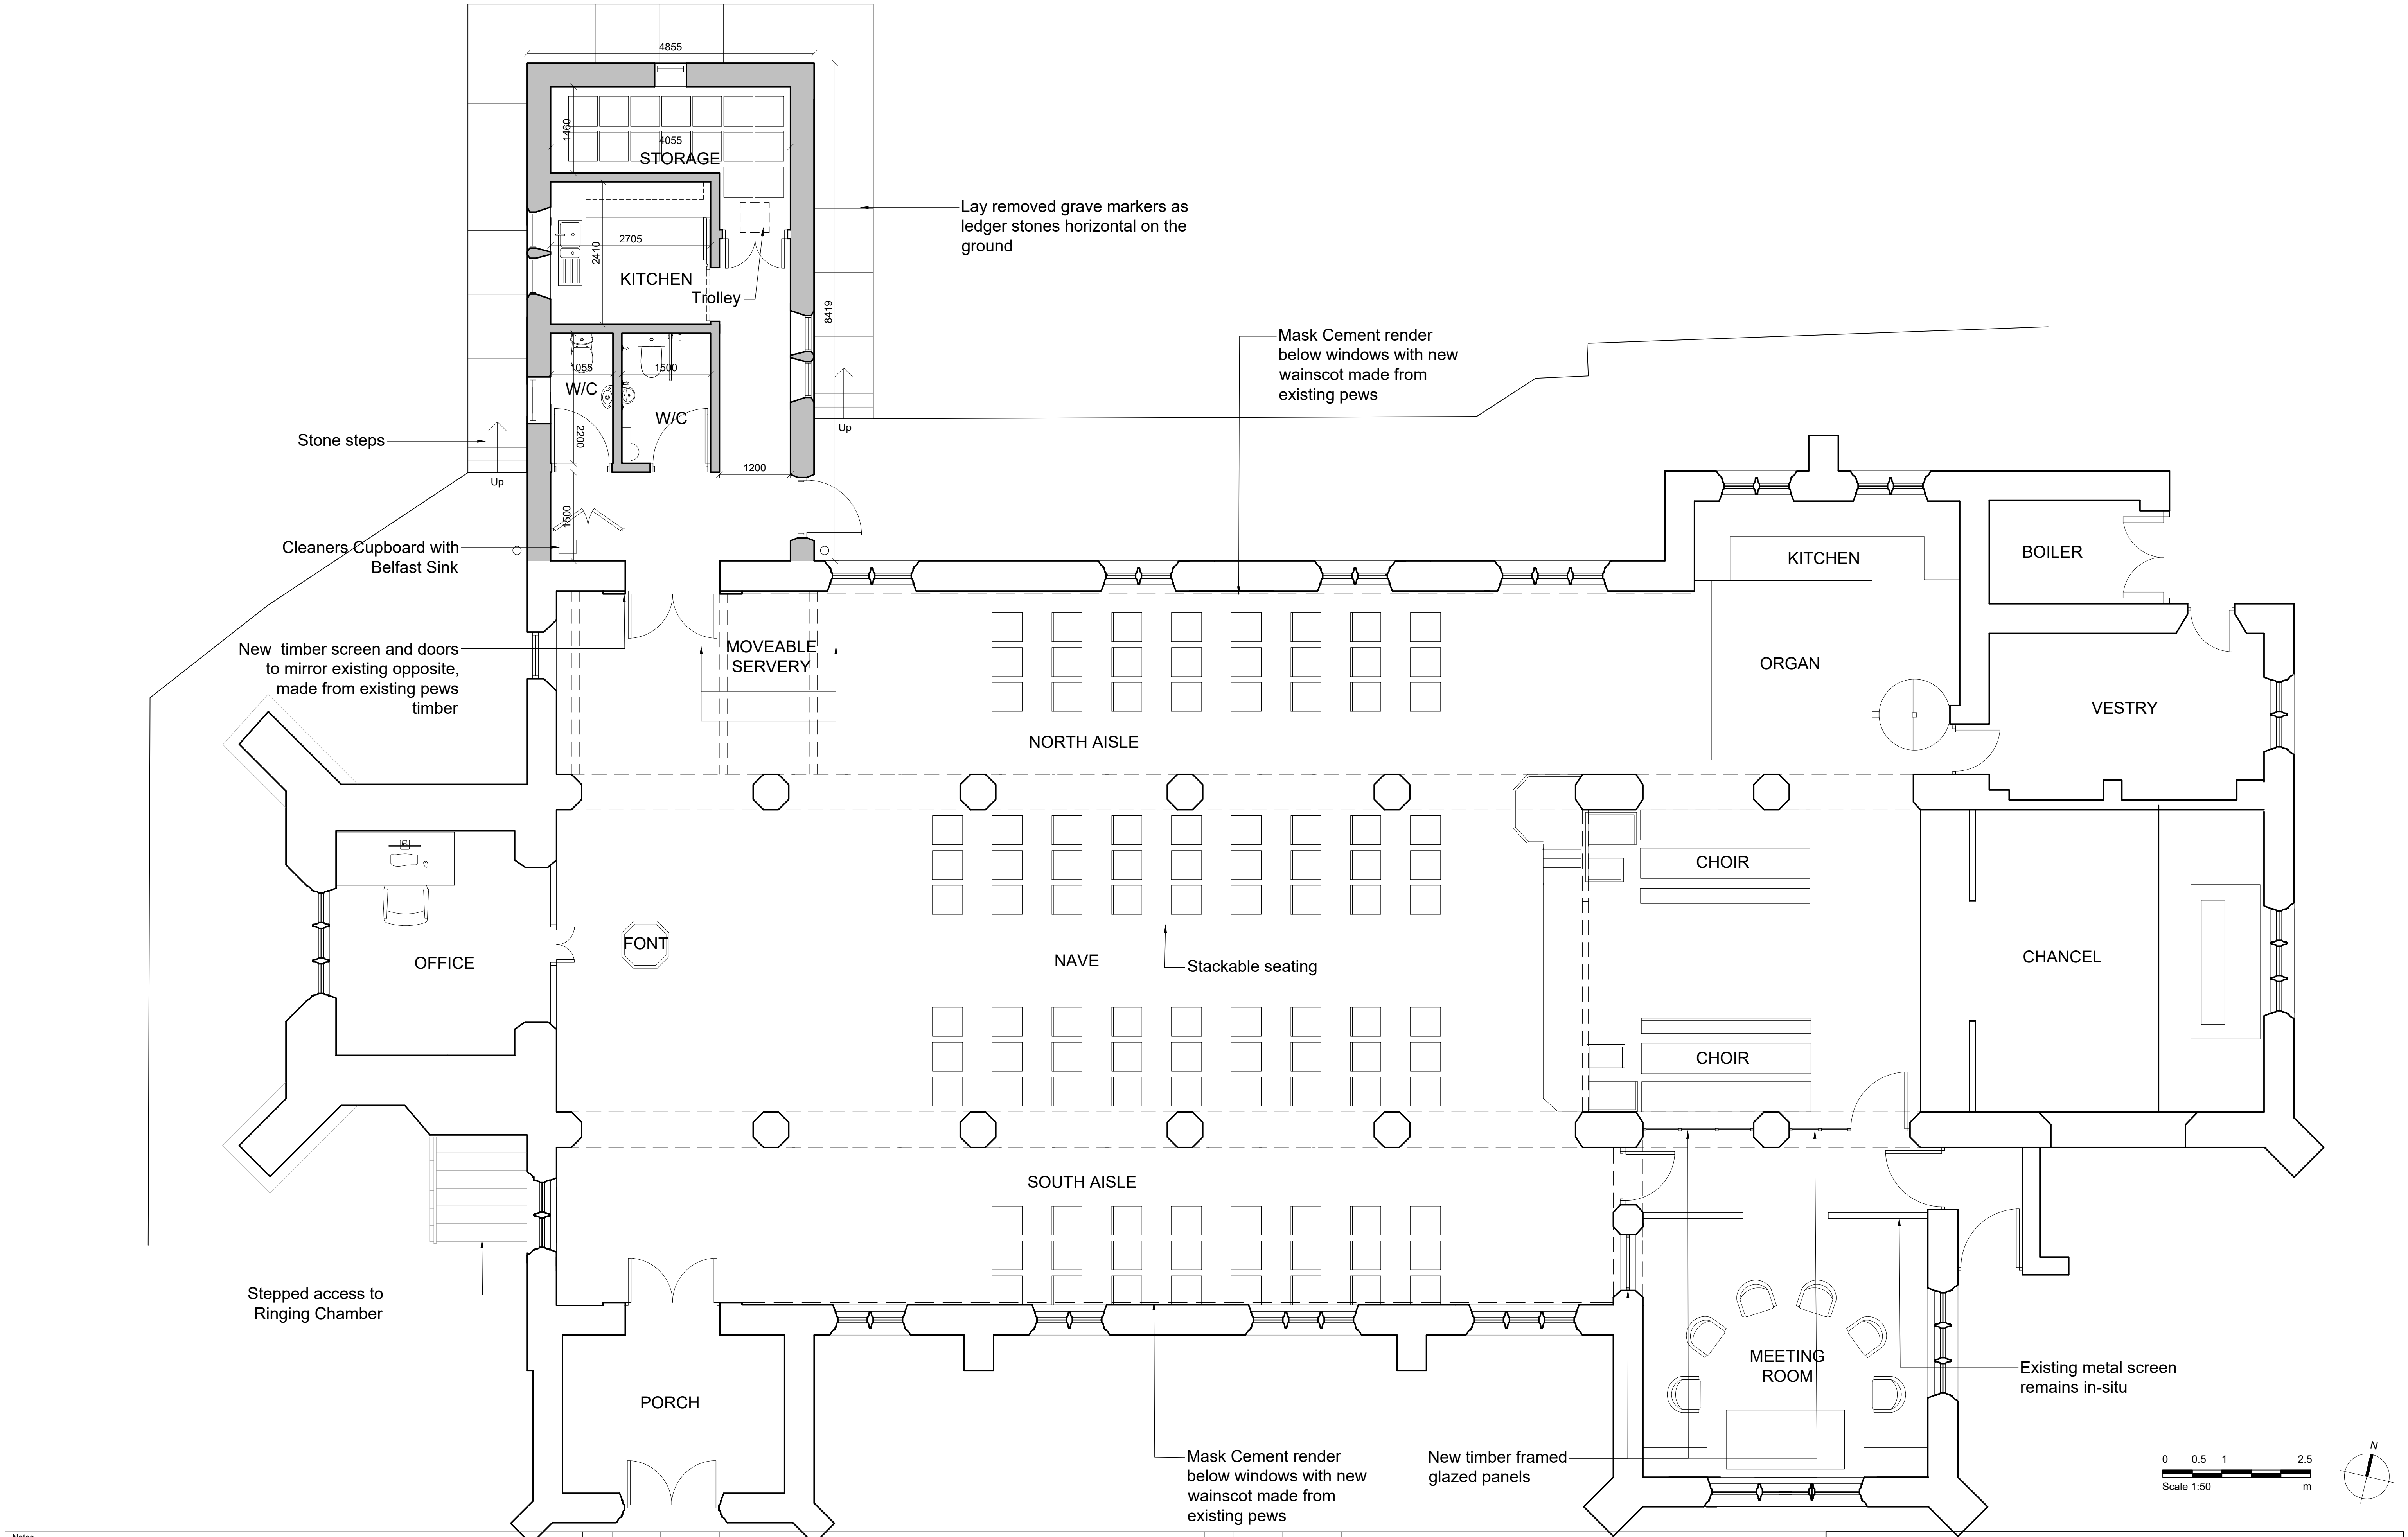 4855
1460
4055
STORAGE
Lay removed grave markers as
ledger stones horizontal on the
ground
2705
2410
KITCHEN
Trolley
8419
Mask Cement render
below windows with new
wainscot made from
existing pews
1055
W/C
1500
W/C
2200
Stone steps
Up
Up
1200
1500
Cleaners Cupboard with
Belfast Sink
KITCHEN
BOILER
New timber screen and doors
to mirror existing opposite,
made from existing pews
timber
MOVEABLE
SERVERY
ORGAN
VESTRY
NORTH AISLE
CHOIR
FONT
OFFICE
NAVE
Stackable seating
CHANCEL
CHOIR
SOUTH AISLE
Stepped access to
Ringing Chamber
MEETING
ROOM
Existing metal screen
remains in-situ
PORCH
Mask Cement render
below windows with new
wainscot made from
existing pews
New timber framed
glazed panels
0 0.5 1 2.5
Scale 1:50 m
N